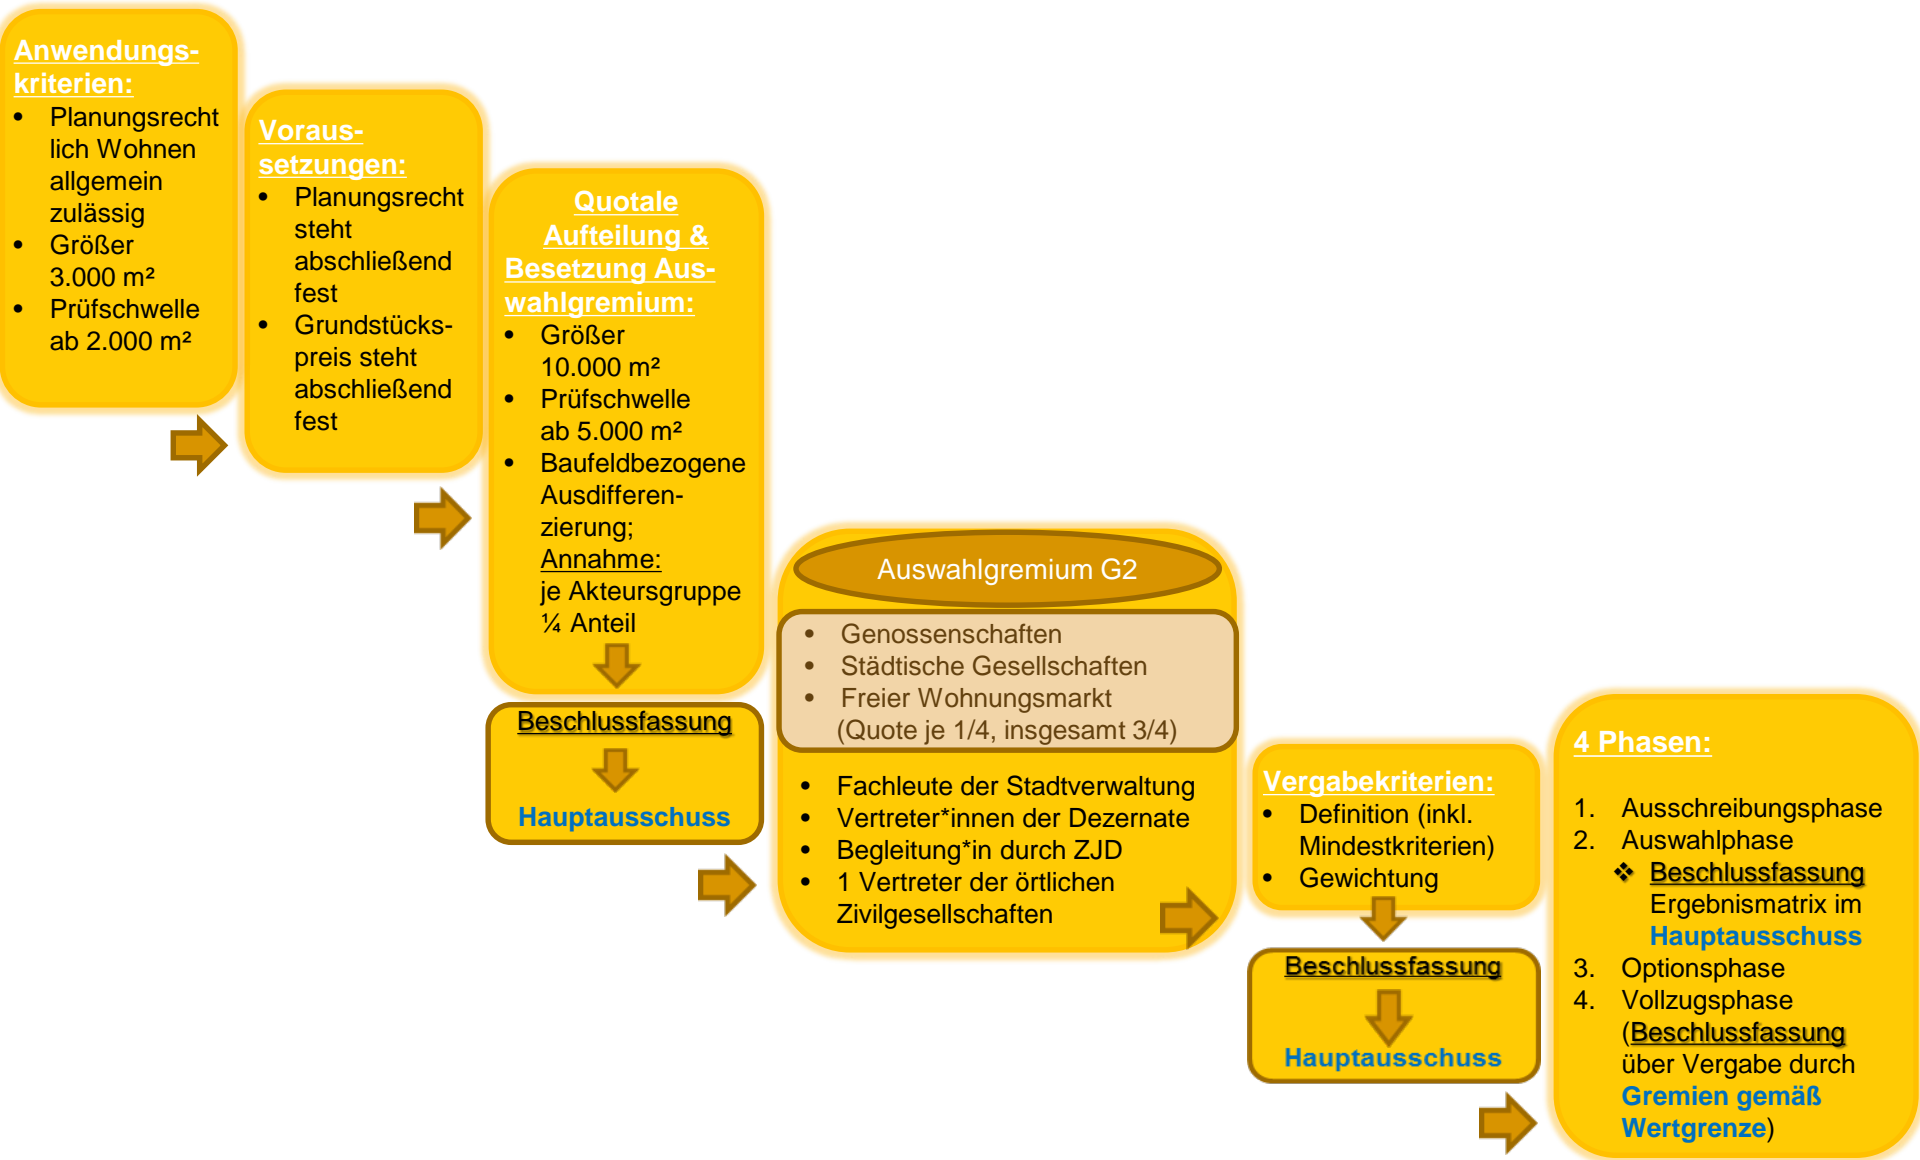 Anwendungs-
kriterien:
• Planungsrecht
lich Wohnen
allgemein
zulässig
• Größer
3.000 m²
• Prüfschwelle
ab 2.000 m²
Voraus-
setzungen:
• Planungsrecht
steht
abschließend
fest
• Grundstücks-
preis steht
abschließend
fest
Quotale
Aufteilung &
Besetzung Aus-
wahlgremium:
• Größer
10.000 m²
• Prüfschwelle
ab 5.000 m²
• Baufeldbezogene
Ausdifferen-
zierung;
Annahme:
je Akteursgruppe
¼ Anteil
Beschlussfassung
Hauptausschuss
Auswahlgremium G2
• Genossenschaften
• Städtische Gesellschaften
• Freier Wohnungsmarkt
(Quote je 1/4, insgesamt 3/4)
• Fachleute der Stadtverwaltung
• Vertreter*innen der Dezernate
• Begleitung*in durch ZJD
• 1 Vertreter der örtlichen
Zivilgesellschaften
Vergabekriterien:
• Definition (inkl.
Mindestkriterien)
• Gewichtung
Beschlussfassung
Hauptausschuss
4 Phasen:
1. Ausschreibungsphase
2. Auswahlphase
❖ Beschlussfassung
Ergebnismatrix im
Hauptausschuss
3. Optionsphase
4. Vollzugsphase
(Beschlussfassung
über Vergabe durch
Gremien gemäß
Wertgrenze)